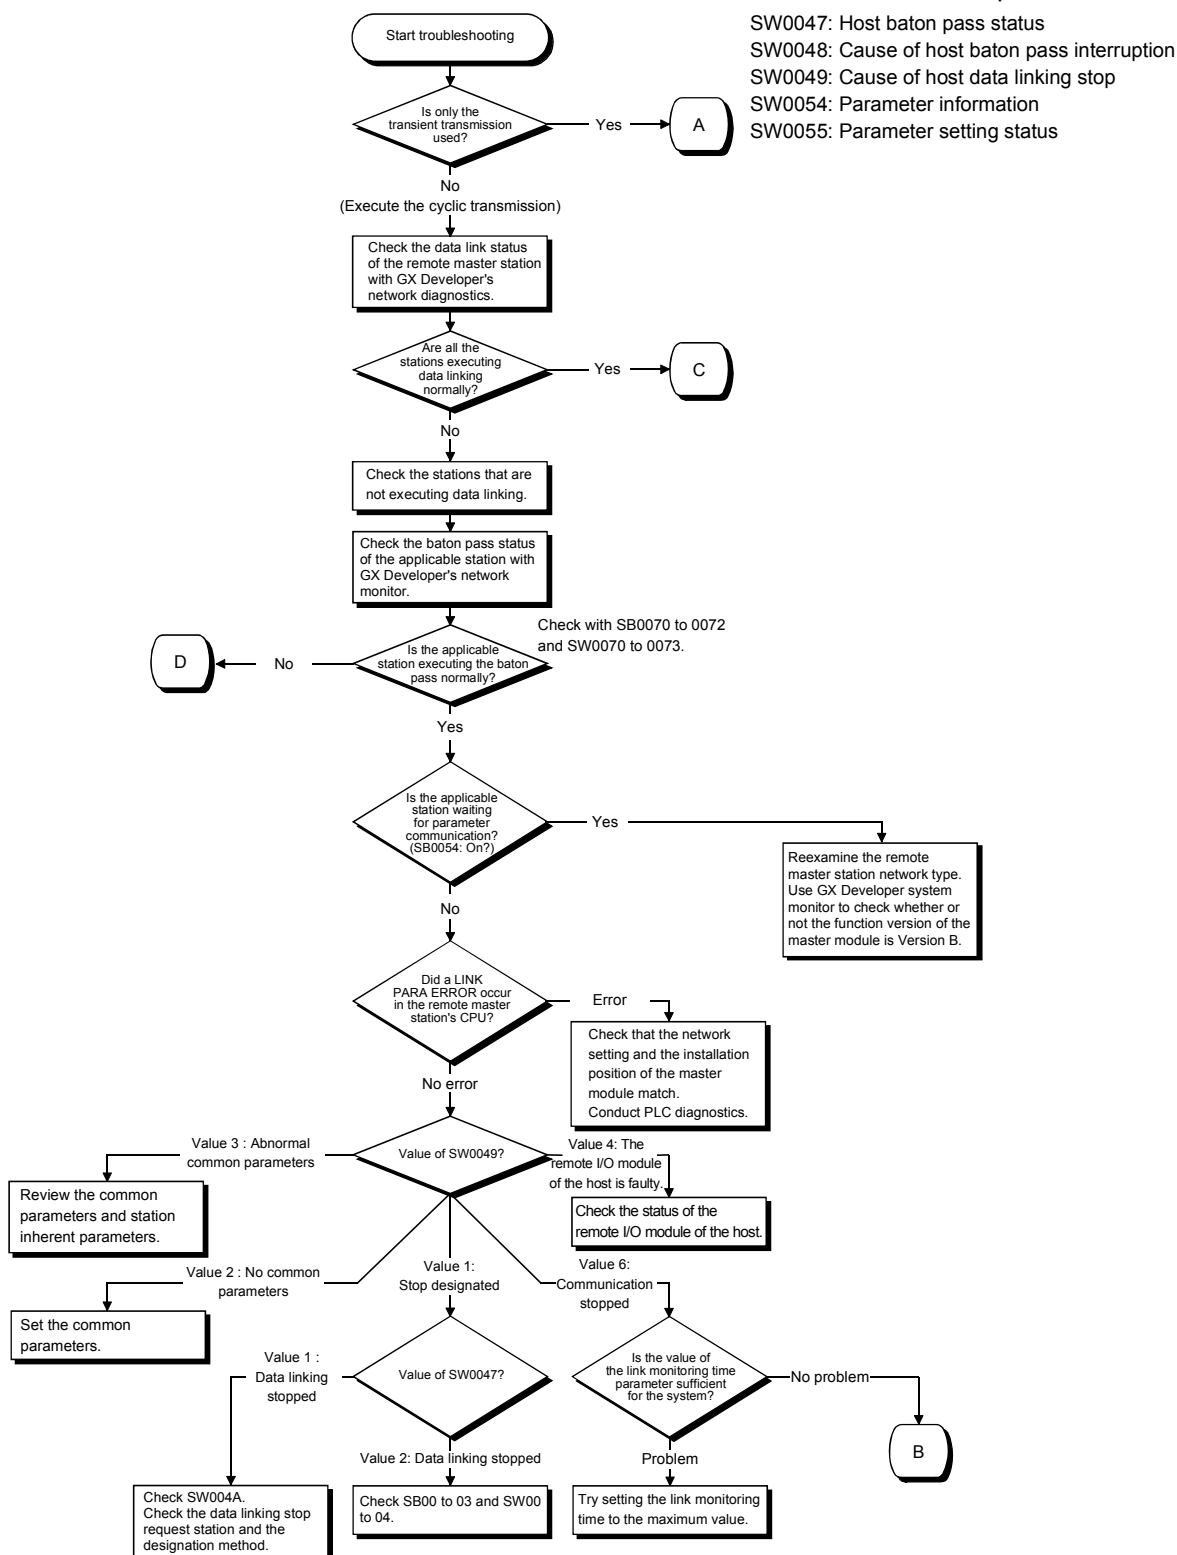 SW0047: Host baton pass status
SW0048: Cause of host baton pass interruption
SW0049: Cause of host data linking stop
SW0054: Parameter information
SW0055: Parameter setting status
Start troubleshooting
Is only the
transient transmission
used?
Yes
A
No
(Execute the cyclic transmission)
Check the data link status
of the remote master station
with GX Developer's
network diagnostics.
Are all the
stations executing
data linking
normally?
Yes
C
No
Check the stations that are
not executing data linking.
Check the baton pass status
of the applicable station with
GX Developer's network
monitor.
Check with SB0070 to 0072
and SW0070 to 0073.
Is the applicable
station executing the baton
pass normally?
No
D
Yes
Is the applicable
station waiting
for parameter
communication?
(SB0054: On?)
Yes
Reexamine the remote
master station network type.
Use GX Developer system
monitor to check whether or
not the function version of the
master module is Version B.
No
Did a LINK
PARA ERROR occur
in the remote master
station's CPU?
Error
Check that the network
setting and the installation
position of the master
module match.
Conduct PLC diagnostics.
No error
Value of SW0049?
Value 3 : Abnormal
common parameters
Review the common
parameters and station
inherent parameters.
Value 4: The
remote I/O module
of the host is faulty.
Check the status of the
remote I/O module of the host.
Value 2 : No common
parameters
Set the common
parameters.
Value 1:
Stop designated
Value 6:
Communication
stopped
Value of SW0047?
Value 1 :
Data linking
stopped
Check SW004A.
Check the data linking stop
request station and the
designation method.
Value 2: Data linking stopped
Check SB00 to 03 and SW00
to 04.
Is the value of
the link monitoring time
parameter sufficient
for the system?
No problem
B
Problem
Try setting the link monitoring
time to the maximum value.